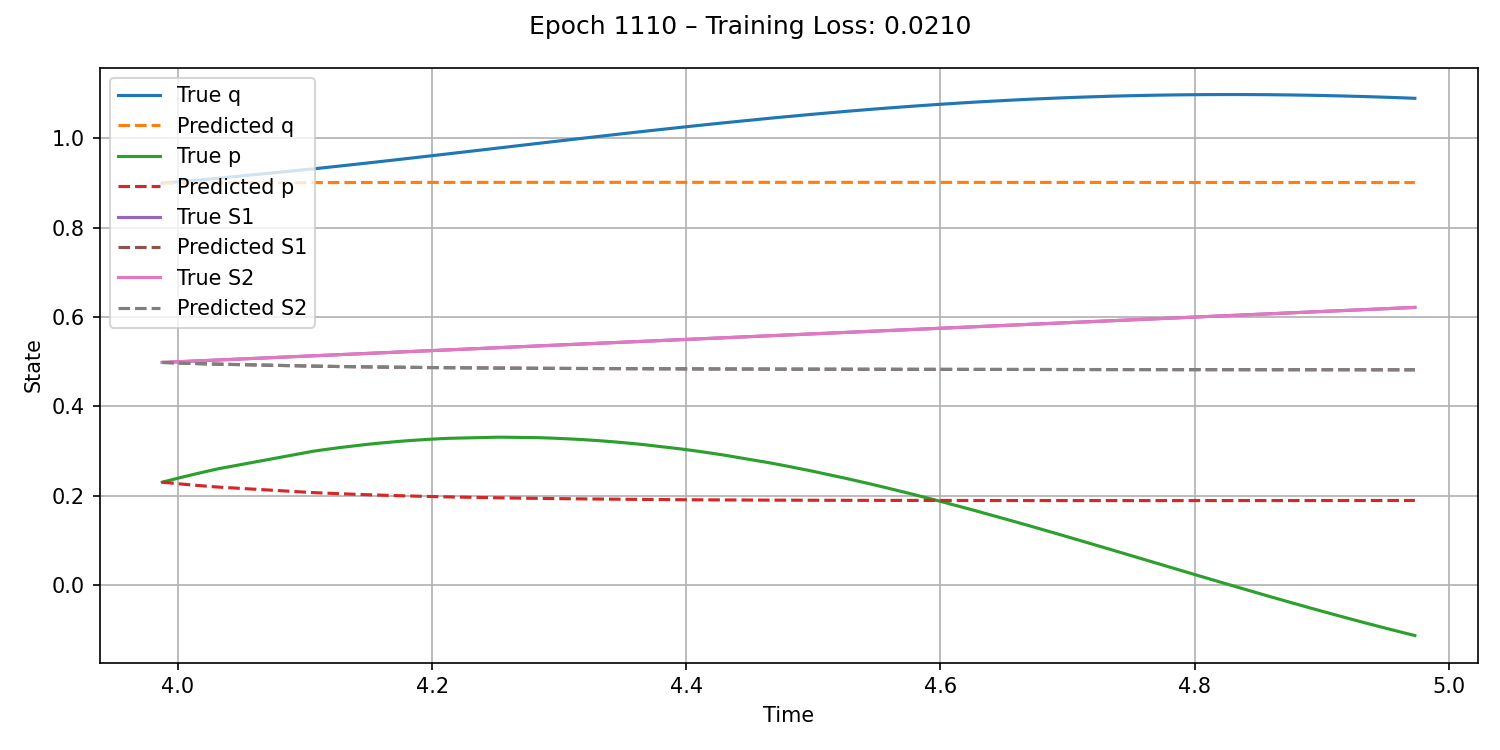 Epoch 1110 – Training Loss: 0.0210
True q
Predicted q
True p
Predicted p
True S1
Predicted S1
True S2
Predicted S2
State
1.0
0.8
0.6
0.4
0.2
0.0
4.0 4.2 4.4 4.6 4.8 5.0
Time